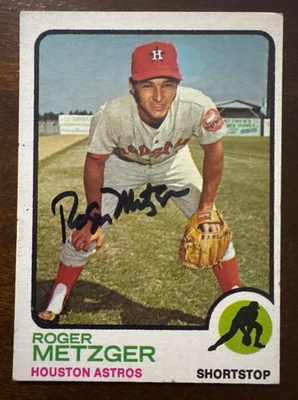 H
Roger Metzger
ROGER
METZGER
HOUSTON ASTROS
SHORTSTOP